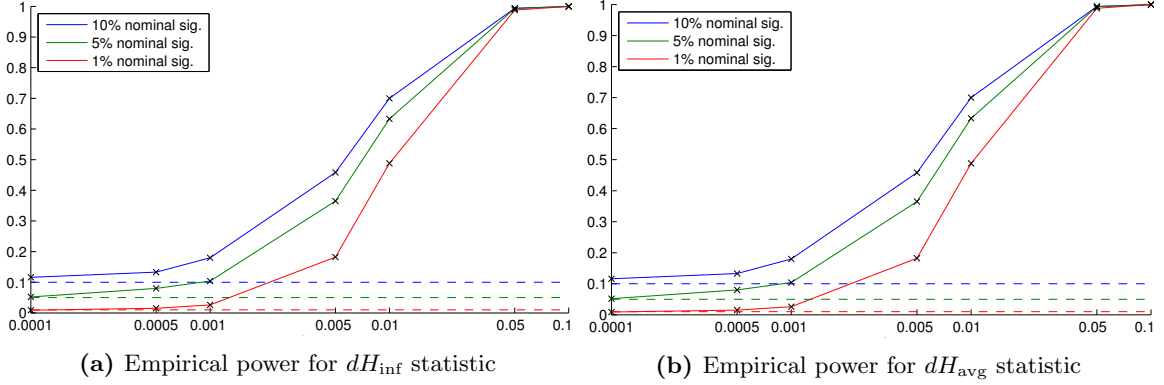 1
0.9
0.8
0.7
0.6
0.5
0.4
0.3
0.2
0.1
0
10% nominal sig.
5% nominal sig.
1% nominal sig.
0.0001 0.0005 0.001 0.005 0.01 0.05 0.1
(a) Empirical power for dH_inf statistic
1
0.9
0.8
0.7
0.6
0.5
0.4
0.3
0.2
0.1
0
10% nominal sig.
5% nominal sig.
1% nominal sig.
0.0001 0.0005 0.001 0.005 0.01 0.05 0.1
(b) Empirical power for dH_avg statistic